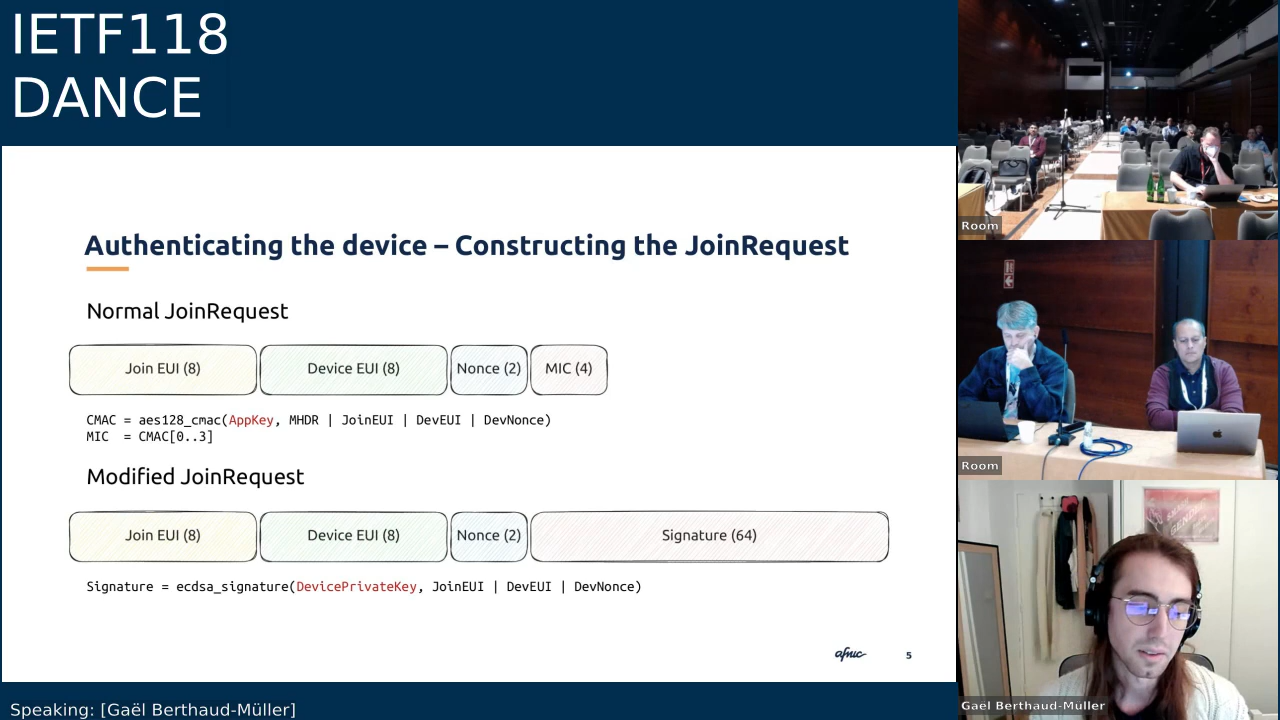 IETF118
DANCE
Authenticating the device – Constructing the JoinRequest
Normal JoinRequest
Join EUI (8) Device EUI (8) Nonce (2) MIC (4)
CMAC = aes128_cmac(AppKey, MHDR | JoinEUI | DevEUI | DevNonce)
MIC = CMAC[0..3]
Modified JoinRequest
Join EUI (8) Device EUI (8) Nonce (2) Signature (64)
Signature = ecdsa_signature(DevicePrivateKey, JoinEUI | DevEUI | DevNonce)
afnic
5
Speaking: [Gaël Berthaud-Müller]
Room
Room
Gael Berthaud-Muller